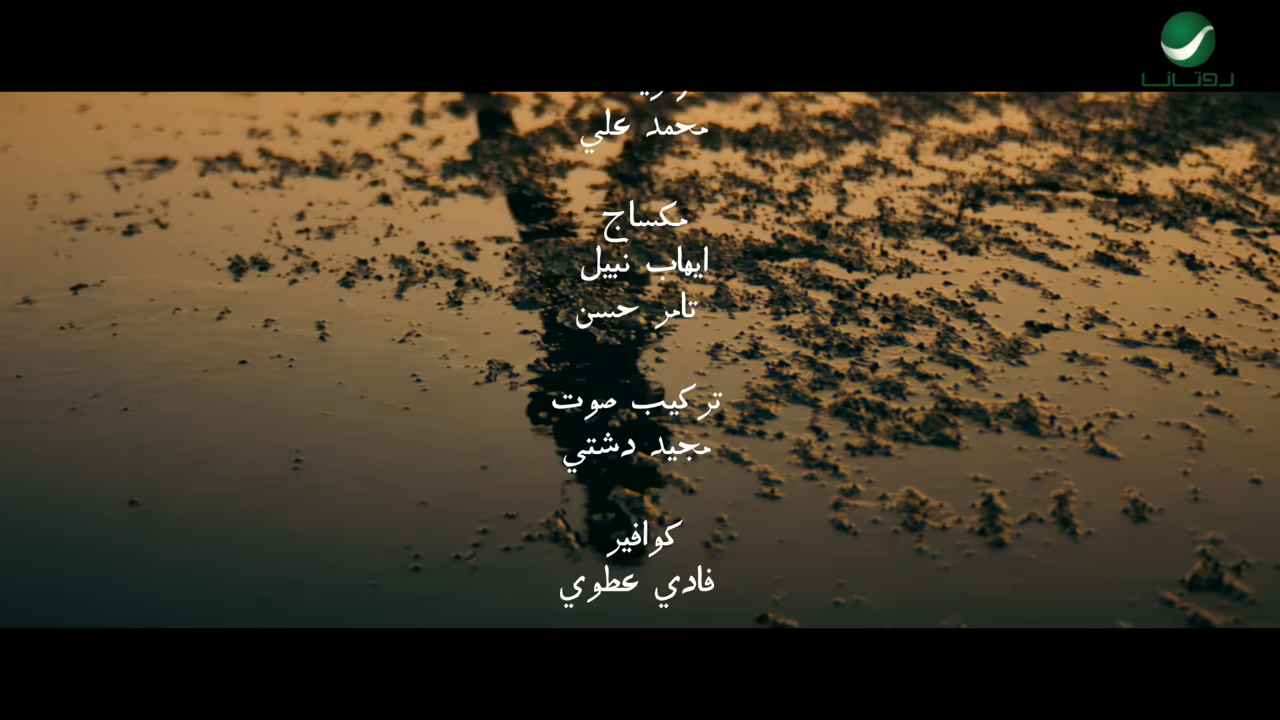 روتانا
محمد علي
مكساج
ايهاب نبيل
تامر حسن
تركيب صوت
مجيد دشتي
كوافير
فادي عطوي